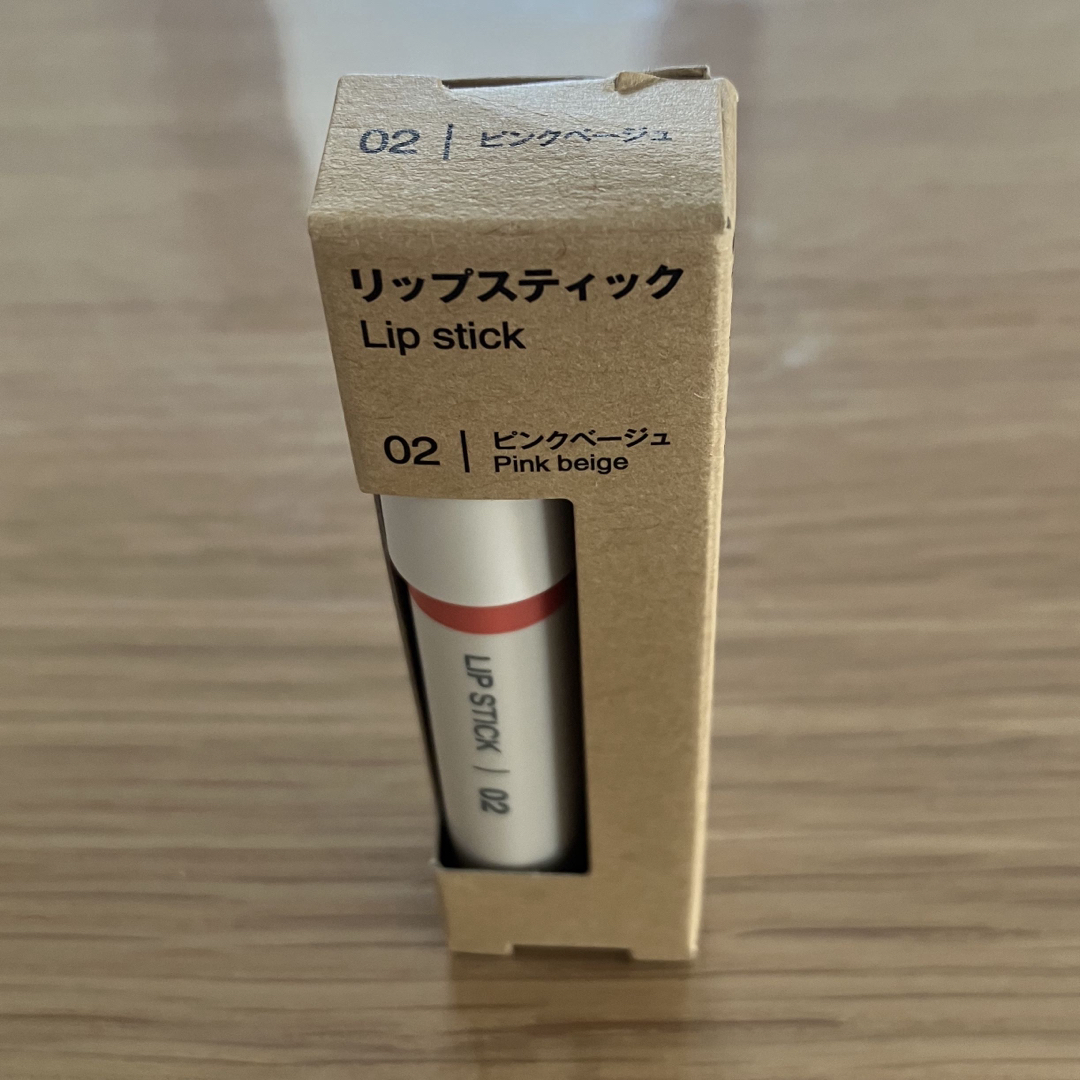 02 | ピンクベージュ
リップスティック
Lip stick
02 | ピンクベージュ
Pink beige
LIP STICK | 02